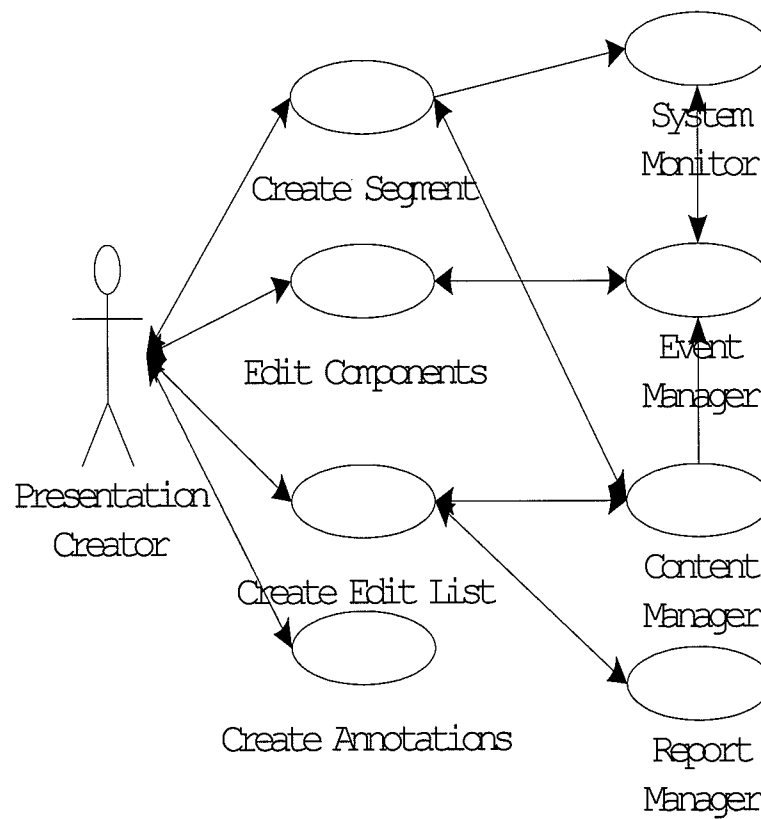 System
Monitor
Create Segment
Event
Manager
Edit Components
Presentation
Creator
Content
Manager
Create Edit List
Create Annotations
Report
Manager